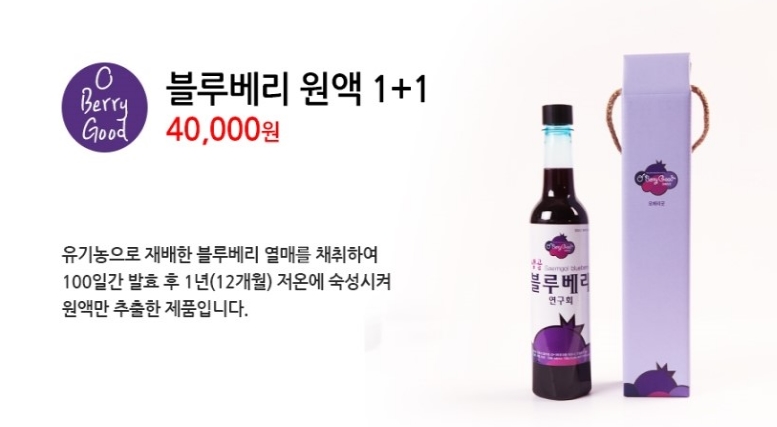 O
Berry
Good
블루베리 원액 1+1
40,000원
유기농으로 재배한 블루베리 열매를 채취하여
100일간 발효 후 1년(12개월) 저온에 숙성시켜
원액만 추출한 제품입니다.
Berry Good
블루베리
연구회
Berry Good
오베리굿